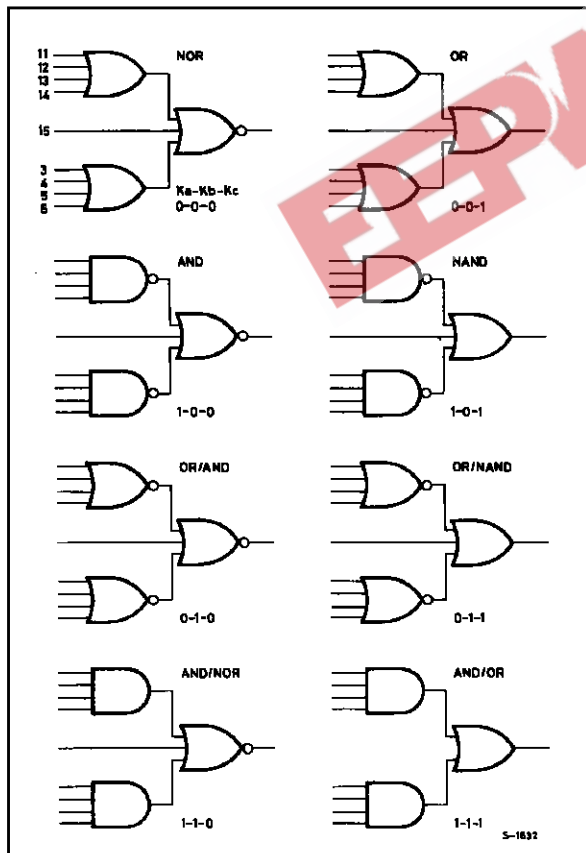 NOR
OR
11
12
13
14
15
3
4
5
6
Ka-Kb-Kc
0-0-0
0-0-1
AND
NAND
1-0-0
1-0-1
OR/AND
OR/NAND
0-1-0
0-1-1
AND/NOR
AND/OR
1-1-0
1-1-1
S-1632